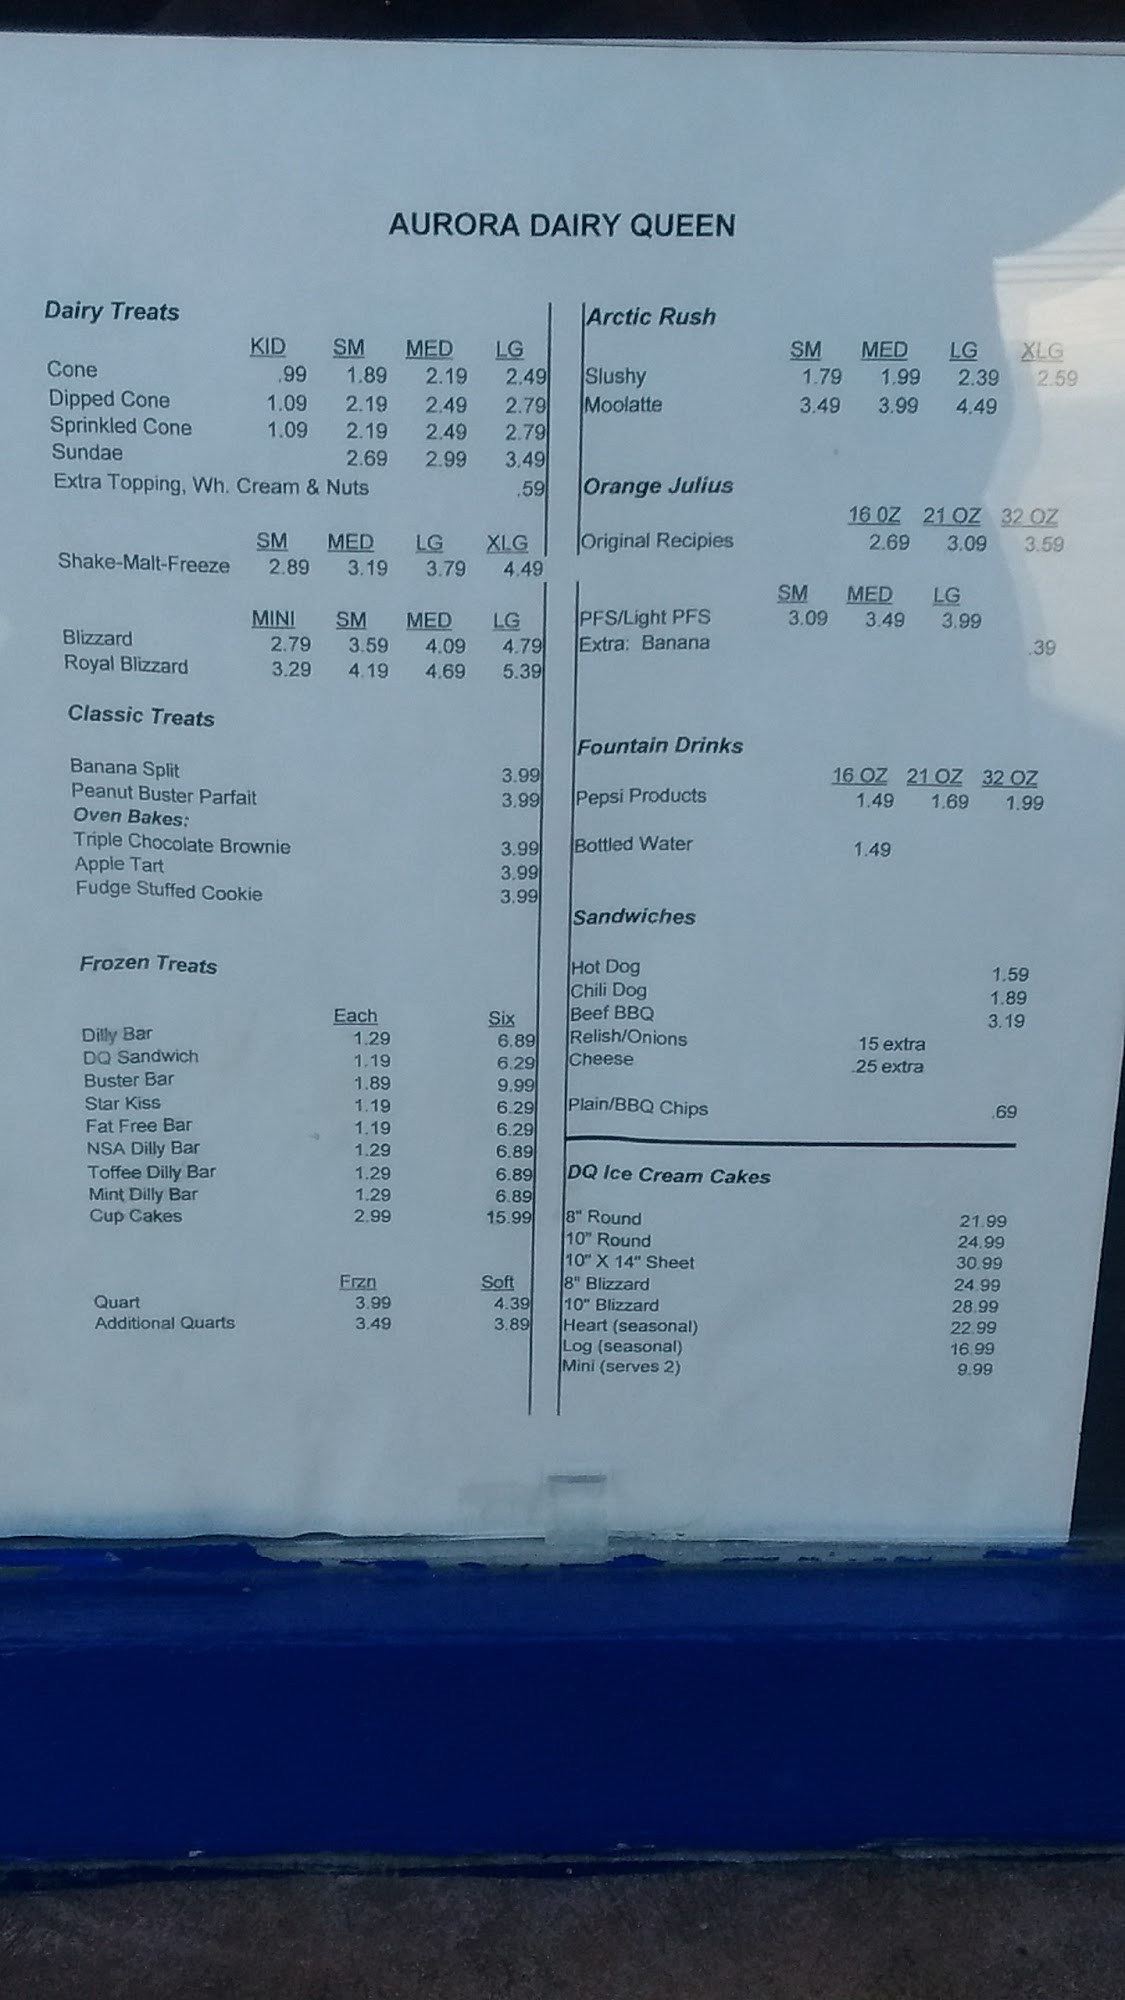 AURORA DAIRY QUEEN
Dairy Treats
KID SM MED LG
Cone .99 1.89 2.19 2.49
Dipped Cone 1.09 2.19 2.49 2.79
Sprinkled Cone 1.09 2.19 2.49 2.79
Sundae 2.69 2.99 3.49
Extra Topping, Wh. Cream & Nuts .59
SM MED LG XLG
Shake-Malt-Freeze 2.89 3.19 3.79 4.49
MINI SM MED LG
Blizzard 2.79 3.59 4.09 4.79
Royal Blizzard 3.29 4.19 4.69 5.39
Classic Treats
Banana Split 3.99
Peanut Buster Parfait 3.99
Oven Bakes;
Triple Chocolate Brownie 3.99
Apple Tart 3.99
Fudge Stuffed Cookie 3.99
Frozen Treats
Each Six
Dilly Bar 1.29 6.89
DQ Sandwich 1.19 6.29
Buster Bar 1.89 9.99
Star Kiss 1.19 6.29
Fat Free Bar 1.19 6.29
NSA Dilly Bar 1.29 6.89
Toffee Dilly Bar 1.29 6.89
Mint Dilly Bar 1.29 6.89
Cup Cakes 2.99 15.99
Frzn Soft
Quart 3.99 4.39
Additional Quarts 3.49 3.89
Arctic Rush
SM MED LG XLG
Slushy 1.79 1.99 2.39 2.59
Moolatte 3.49 3.99 4.49
Orange Julius
16 0Z 21 OZ 32 OZ
Original Recipies 2.69 3.09 3.59
SM MED LG
PFS/Light PFS 3.09 3.49 3.99
Extra: Banana .39
Fountain Drinks
16 OZ 21 OZ 32 OZ
Pepsi Products 1.49 1.69 1.99
Bottled Water 1.49
Sandwiches
Hot Dog 1.59
Chili Dog 1.89
Beef BBQ 3.19
Relish/Onions 15 extra
Cheese .25 extra
Plain/BBQ Chips .69
DQ Ice Cream Cakes
8" Round 21.99
10" Round 24.99
10" X 14" Sheet 30.99
8" Blizzard 24.99
10" Blizzard 28.99
Heart (seasonal) 22.99
Log (seasonal) 16.99
Mini (serves 2) 9.99